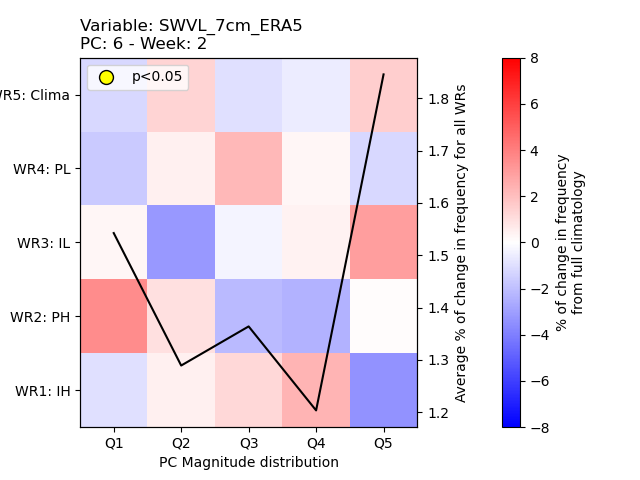 Variable: SWVL_7cm_ERA5
PC: 6 - Week: 2
p<0.05
WR5: Clima
WR4: PL
WR3: IL
WR2: PH
WR1: IH
Q1 Q2 Q3 Q4 Q5
PC Magnitude distribution
1.8
1.7
1.6
1.5
1.4
1.3
1.2
Average % of change in frequency for all WRs
8
6
4
2
0
−2
−4
−6
−8
% of change in frequency
from full climatology